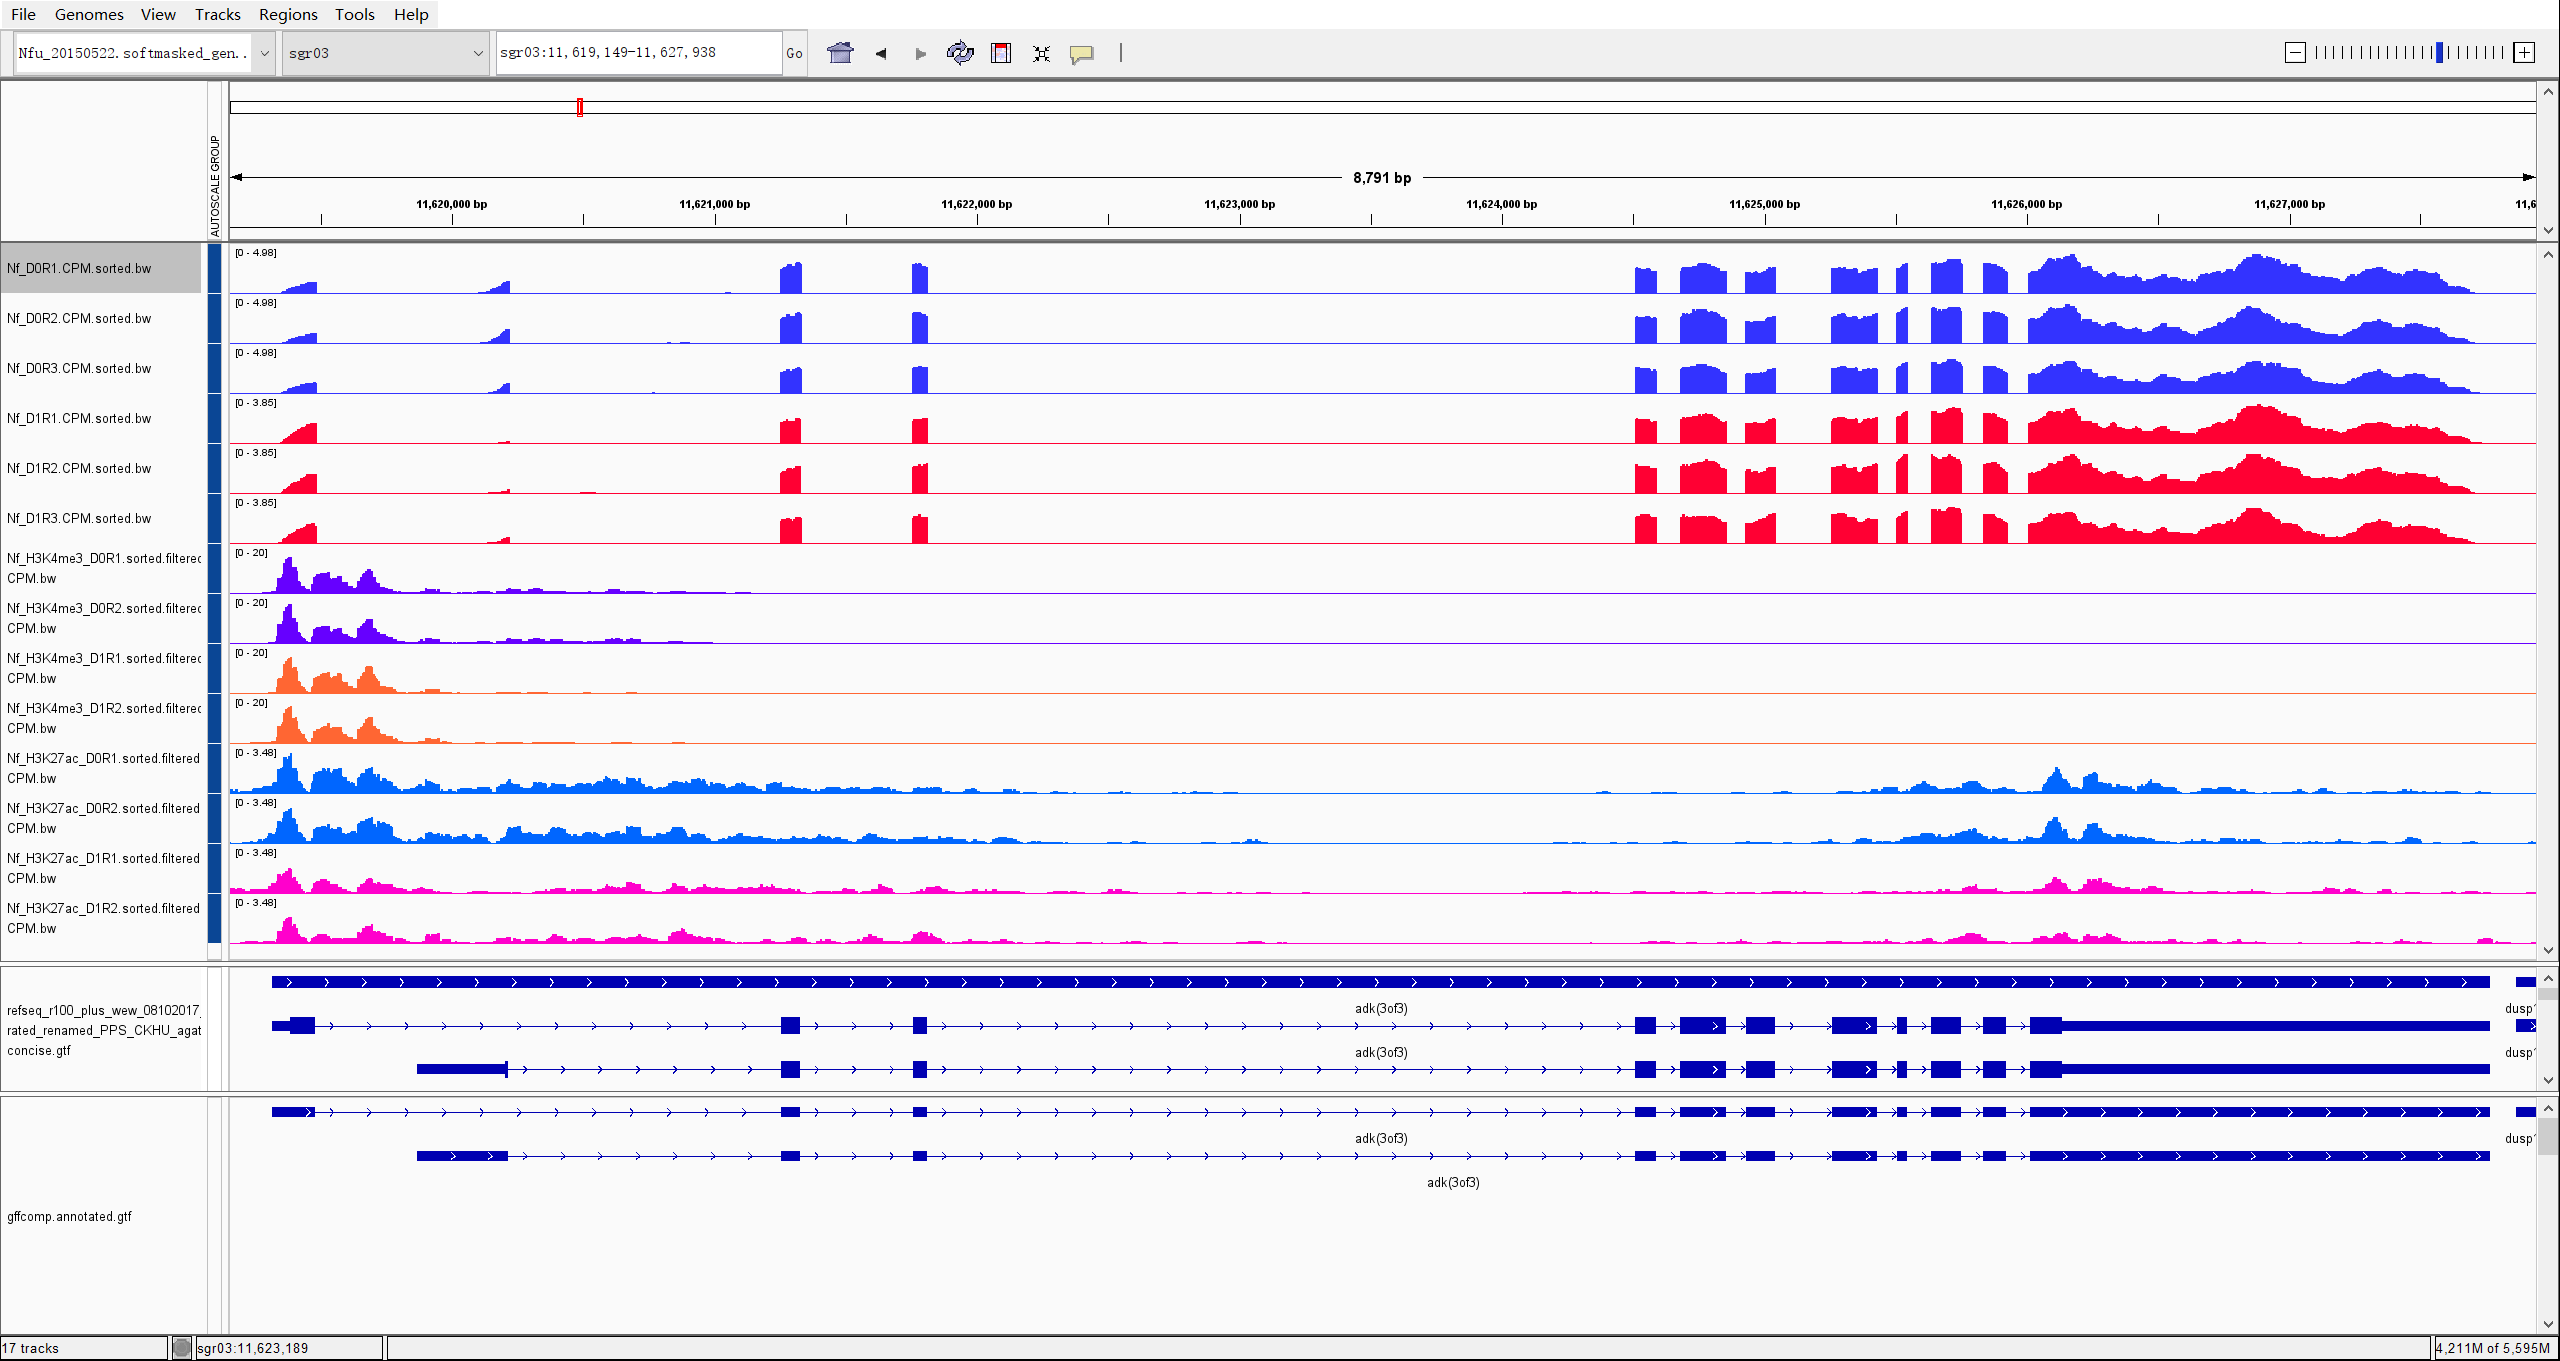 File Genomes View Tracks Regions Tools Help
Nfu_20150522.softmasked_gen.. sgr03 sgr03:11,619,149-11,627,938 Go
AUTOSCALE GROUP
8,791 bp
11,620,000 bp 11,621,000 bp 11,622,000 bp 11,623,000 bp 11,624,000 bp 11,625,000 bp 11,626,000 bp 11,627,000 bp 11,6
[0 - 4.98]
Nf_D0R1.CPM.sorted.bw
[0 - 4.98]
Nf_D0R2.CPM.sorted.bw
[0 - 4.98]
Nf_D0R3.CPM.sorted.bw
[0 - 3.85]
Nf_D1R1.CPM.sorted.bw
[0 - 3.85]
Nf_D1R2.CPM.sorted.bw
[0 - 3.85]
Nf_D1R3.CPM.sorted.bw
[0 - 20]
Nf_H3K4me3_D0R1.sorted.filtered
CPM.bw
[0 - 20]
Nf_H3K4me3_D0R2.sorted.filtered
CPM.bw
[0 - 20]
Nf_H3K4me3_D1R1.sorted.filtered
CPM.bw
[0 - 20]
Nf_H3K4me3_D1R2.sorted.filtered
CPM.bw
[0 - 3.48]
Nf_H3K27ac_D0R1.sorted.filtered
CPM.bw
[0 - 3.48]
Nf_H3K27ac_D0R2.sorted.filtered
CPM.bw
[0 - 3.48]
Nf_H3K27ac_D1R1.sorted.filtered
CPM.bw
[0 - 3.48]
Nf_H3K27ac_D1R2.sorted.filtered
CPM.bw
refseq_r100_plus_wew_08102017_
rated_renamed_PPS_CKHU_agat
concise.gtf
adk(3of3) dusp1
adk(3of3) dusp1
adk(3of3) dusp1
adk(3of3)
gffcomp.annotated.gtf
17 tracks sgr03:11,623,189 4,211M of 5,595M